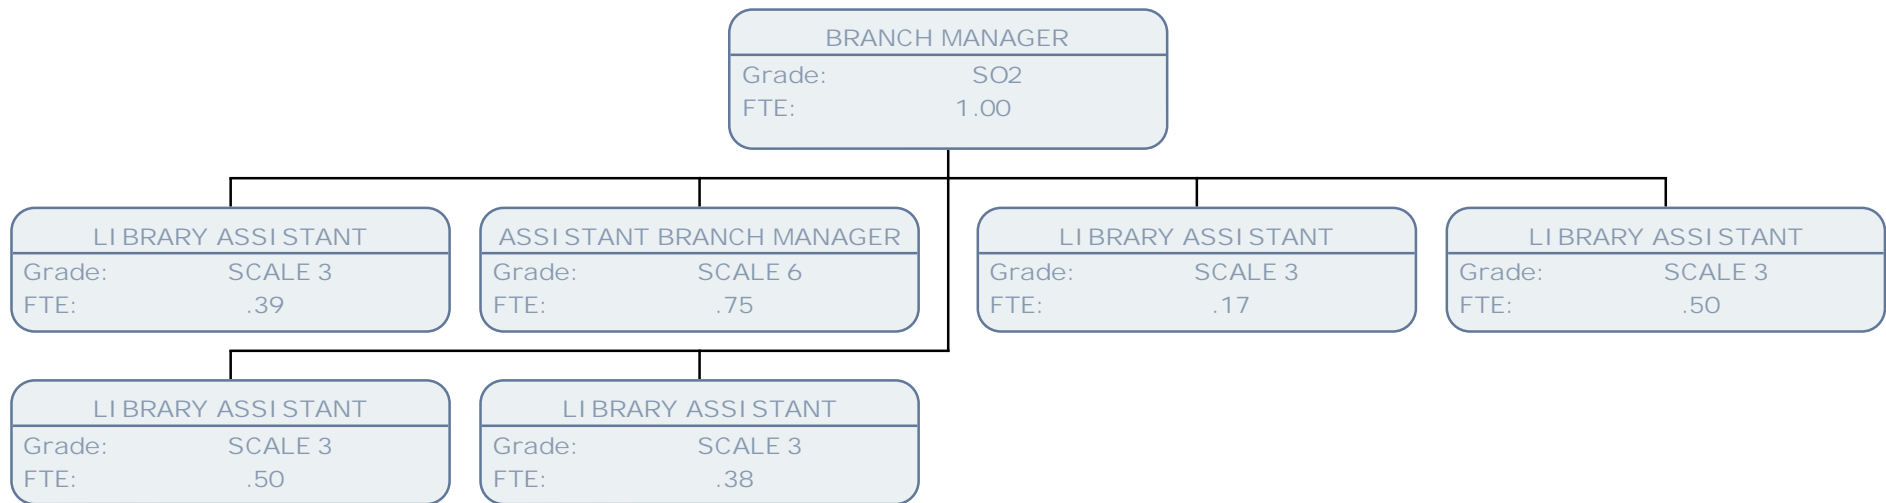 BRANCH MANAGER
Grade: SO2
FTE: 1.00
LIBRARY ASSISTANT
Grade: SCALE 3
FTE: .39
ASSISTANT BRANCH MANAGER
Grade: SCALE 6
FTE: .75
LIBRARY ASSISTANT
Grade: SCALE 3
FTE: .17
LIBRARY ASSISTANT
Grade: SCALE 3
FTE: .50
LIBRARY ASSISTANT
Grade: SCALE 3
FTE: .50
LIBRARY ASSISTANT
Grade: SCALE 3
FTE: .38